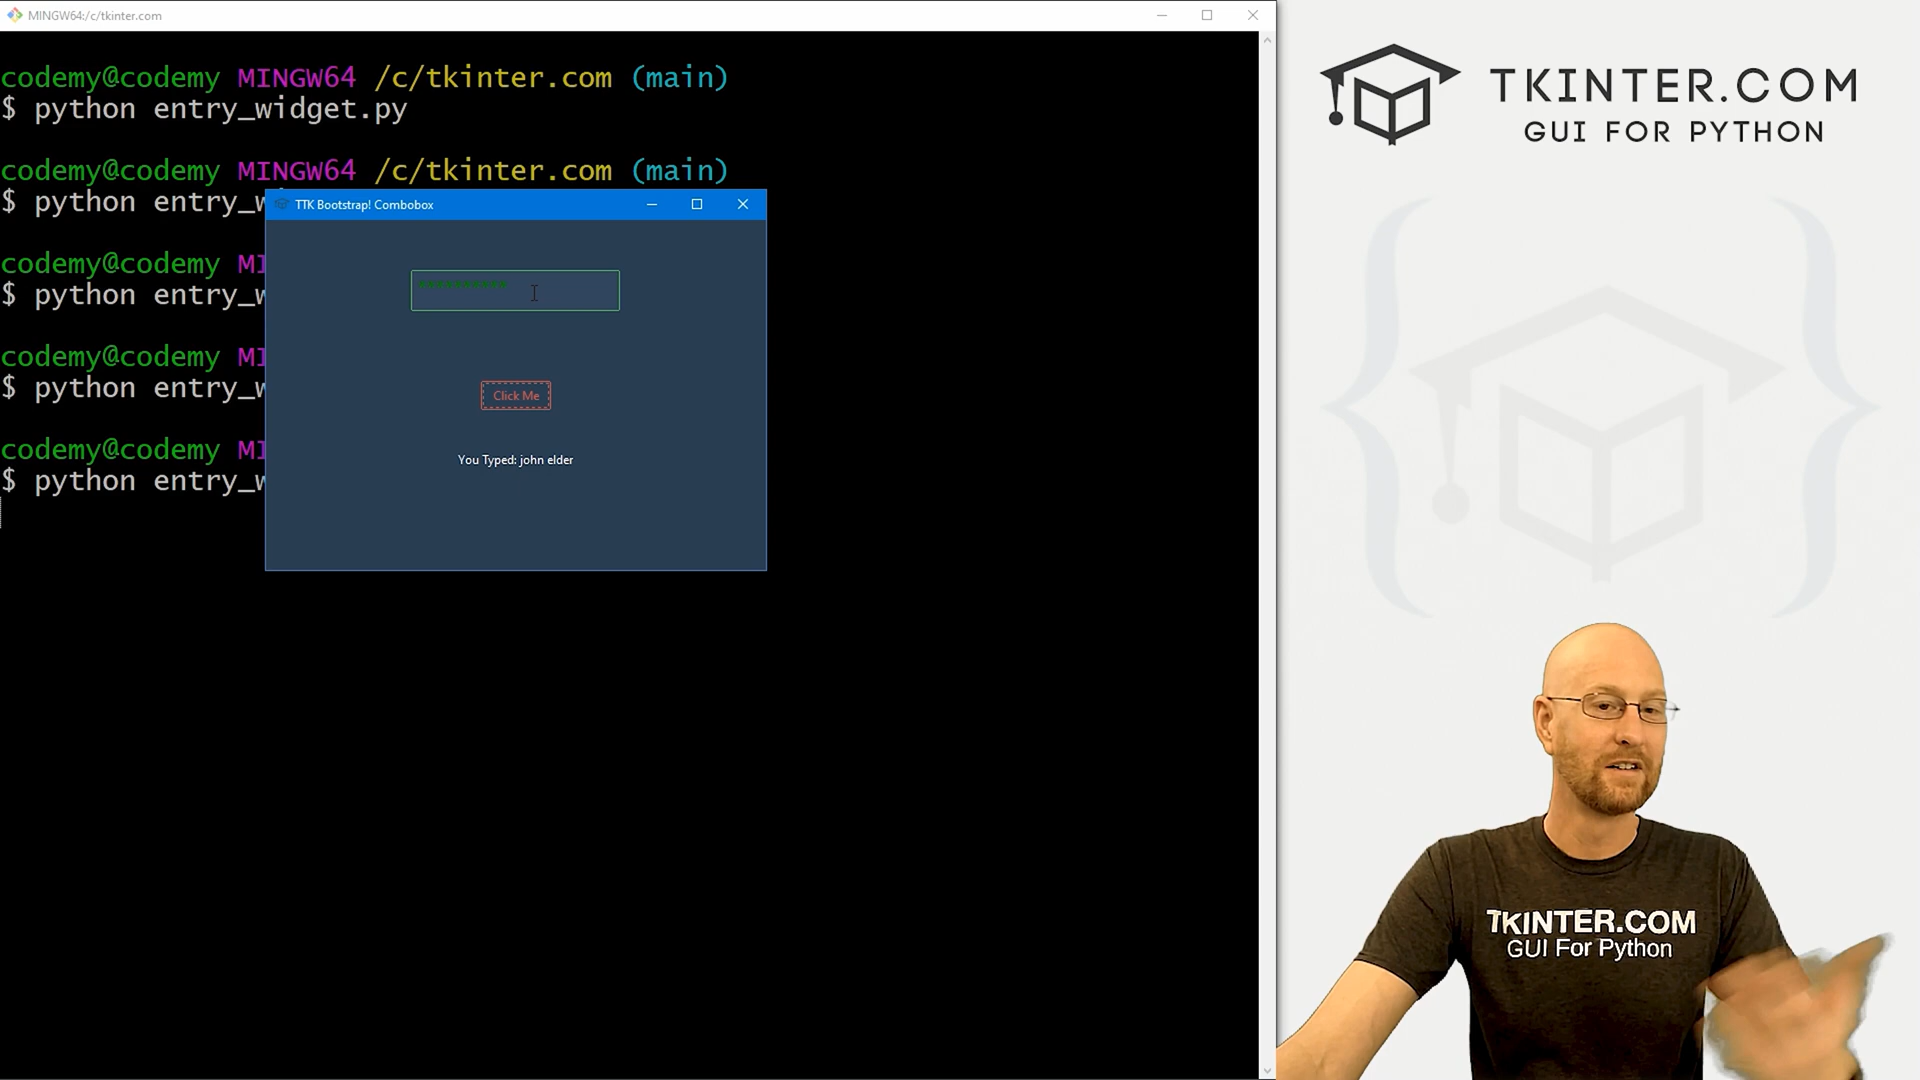 MINGW64:/c/tkinter.com
codemy@codemy MINGW64 /c/tkinter.com (main)
$ python entry_widget.py
codemy@codemy MINGW64 /c/tkinter.com (main)
$ python entry_w
TTK Bootstrap! Combobox
codemy@codemy MI
$ python entry_w
**********
codemy@codemy MI
$ python entry_w
Click Me
codemy@codemy MI
You Typed: john elder
$ python entry_w
TKINTER.COM
GUI FOR PYTHON
TKINTER.COM
GUI For Python